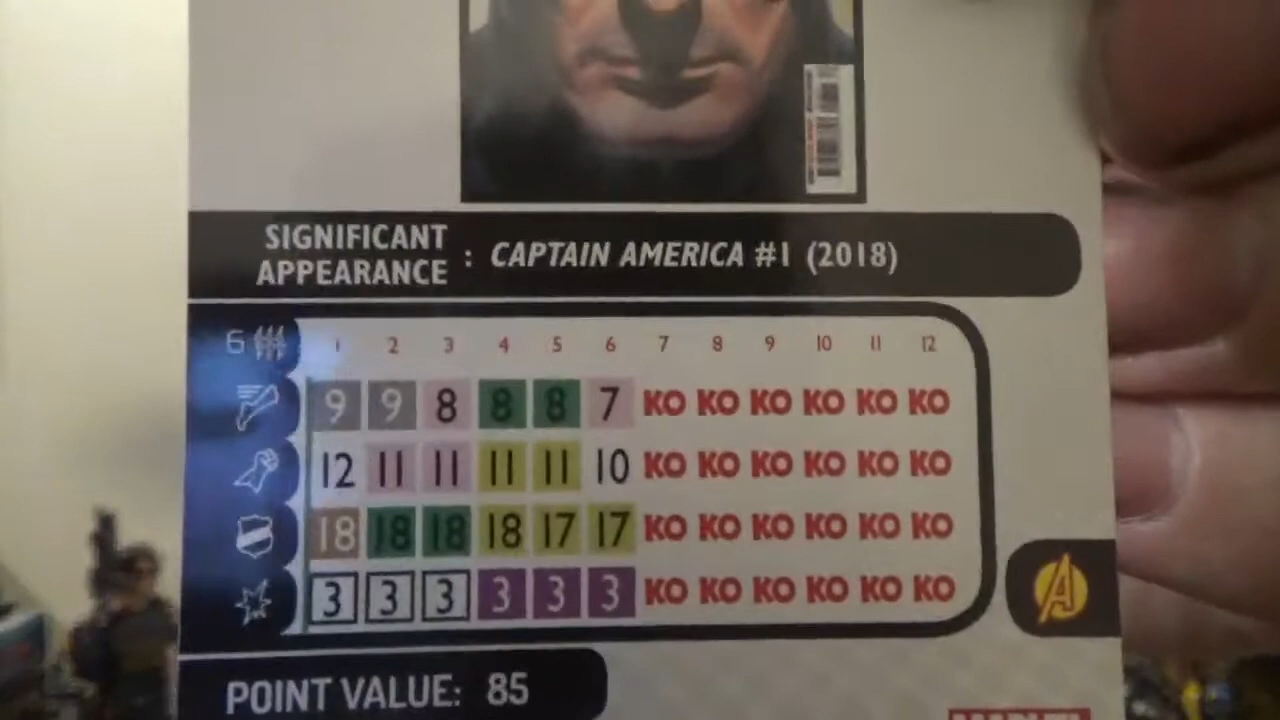 SIGNIFICANT APPEARANCE : CAPTAIN AMERICA #1 (2018)
6 1 2 3 4 5 6 7 8 9 10 11 12
9 9 8 8 8 7 KO KO KO KO KO KO
12 11 11 11 11 10 KO KO KO KO KO KO
18 18 18 18 17 17 KO KO KO KO KO KO
3 3 3 3 3 3 KO KO KO KO KO KO
A
POINT VALUE: 85
MARVEL